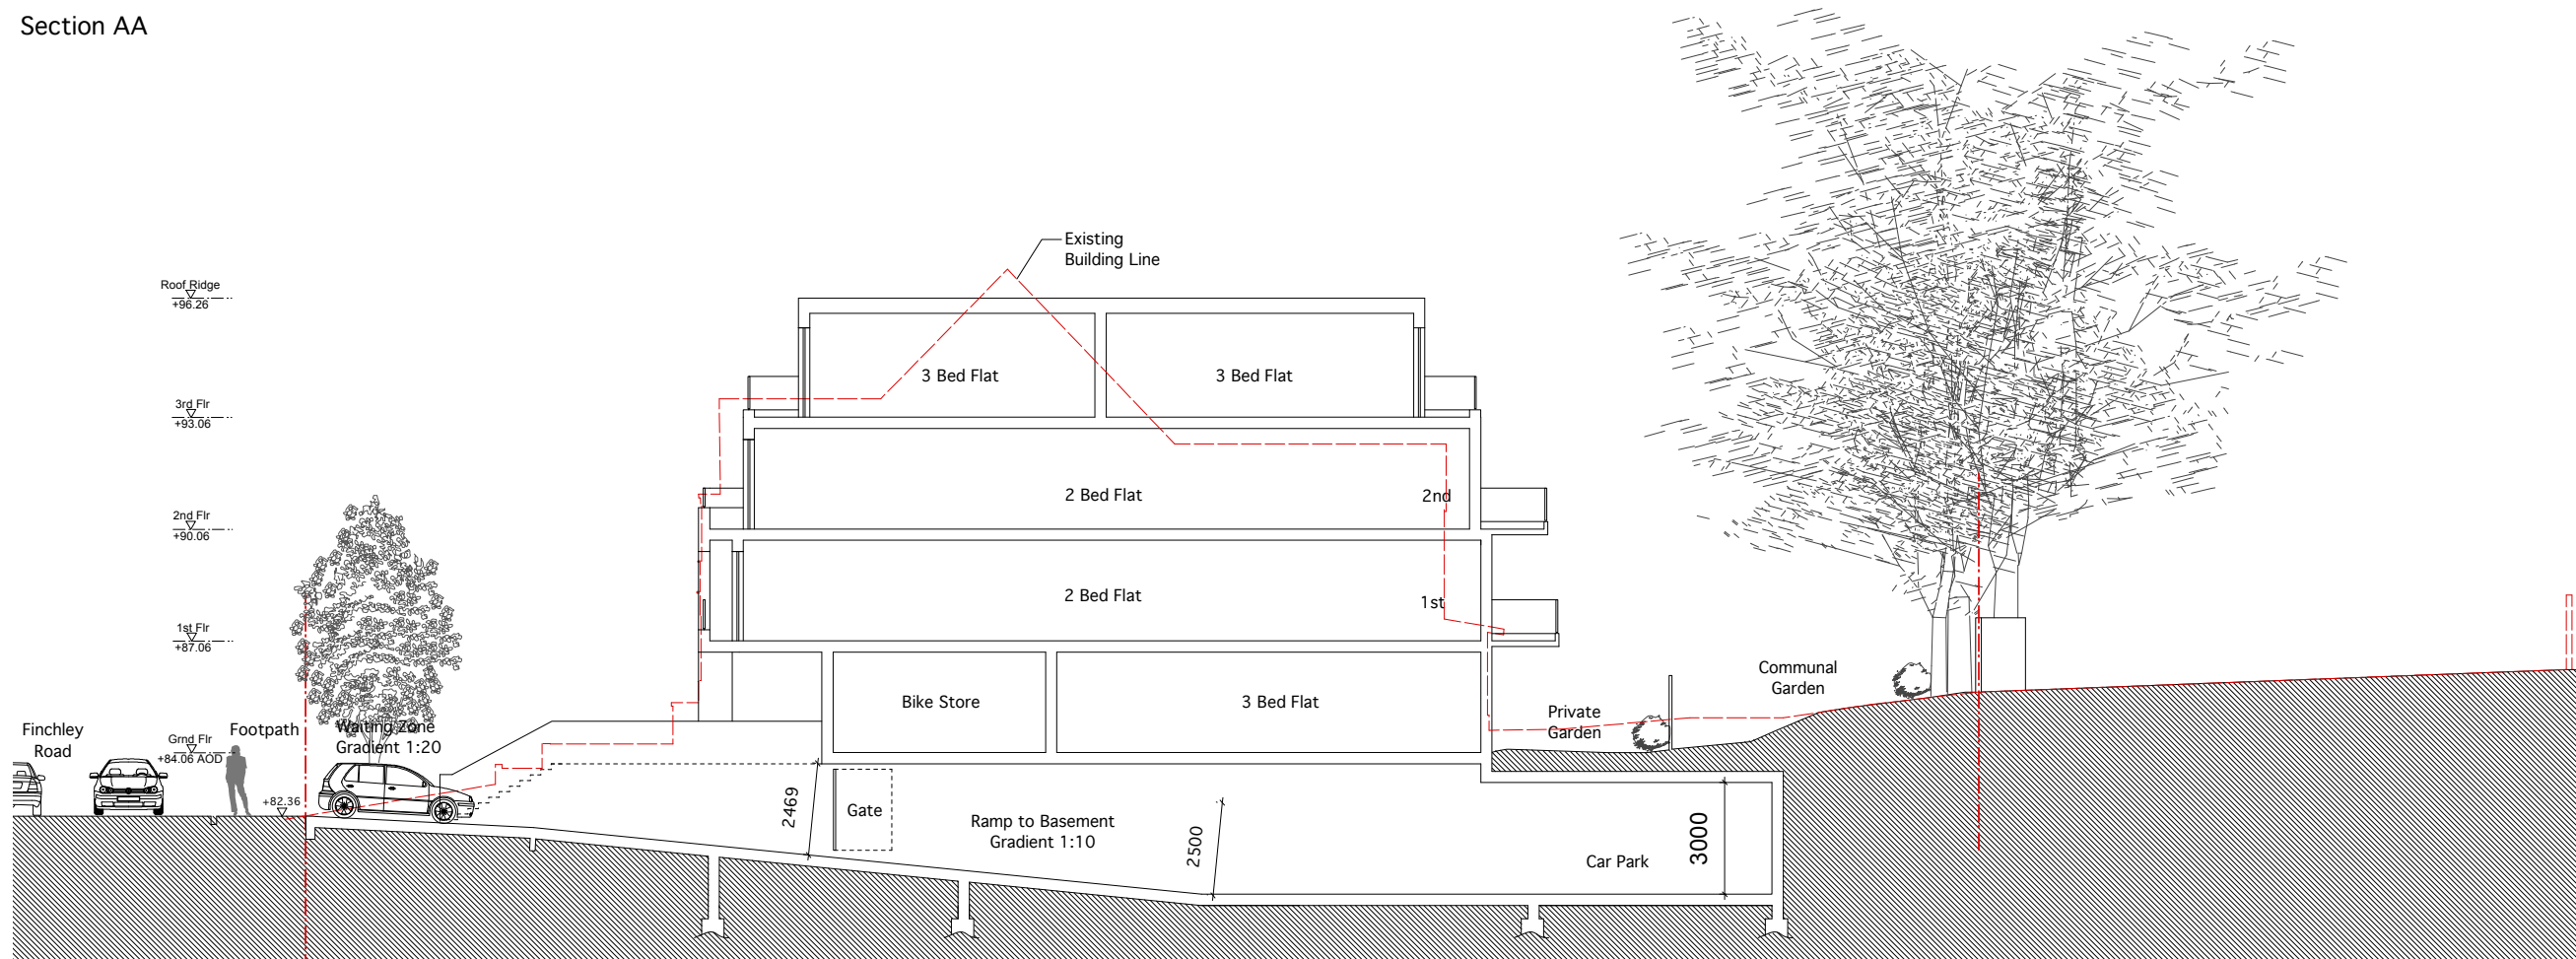 Section AA
Existing
Building Line
Roof Ridge
+96.26
3rd Flr
+93.06
3 Bed Flat
3 Bed Flat
2nd Flr
+90.06
2 Bed Flat
2nd
1st Flr
+87.06
2 Bed Flat
1st
Communal
Garden
Bike Store
3 Bed Flat
Private
Garden
Finchley
Road
Footpath
Waiting Zone
Gradient 1:20
Grnd Flr
+84.06 AOD
+82.36
2469
Gate
Ramp to Basement
Gradient 1:10
2500
Car Park
3000